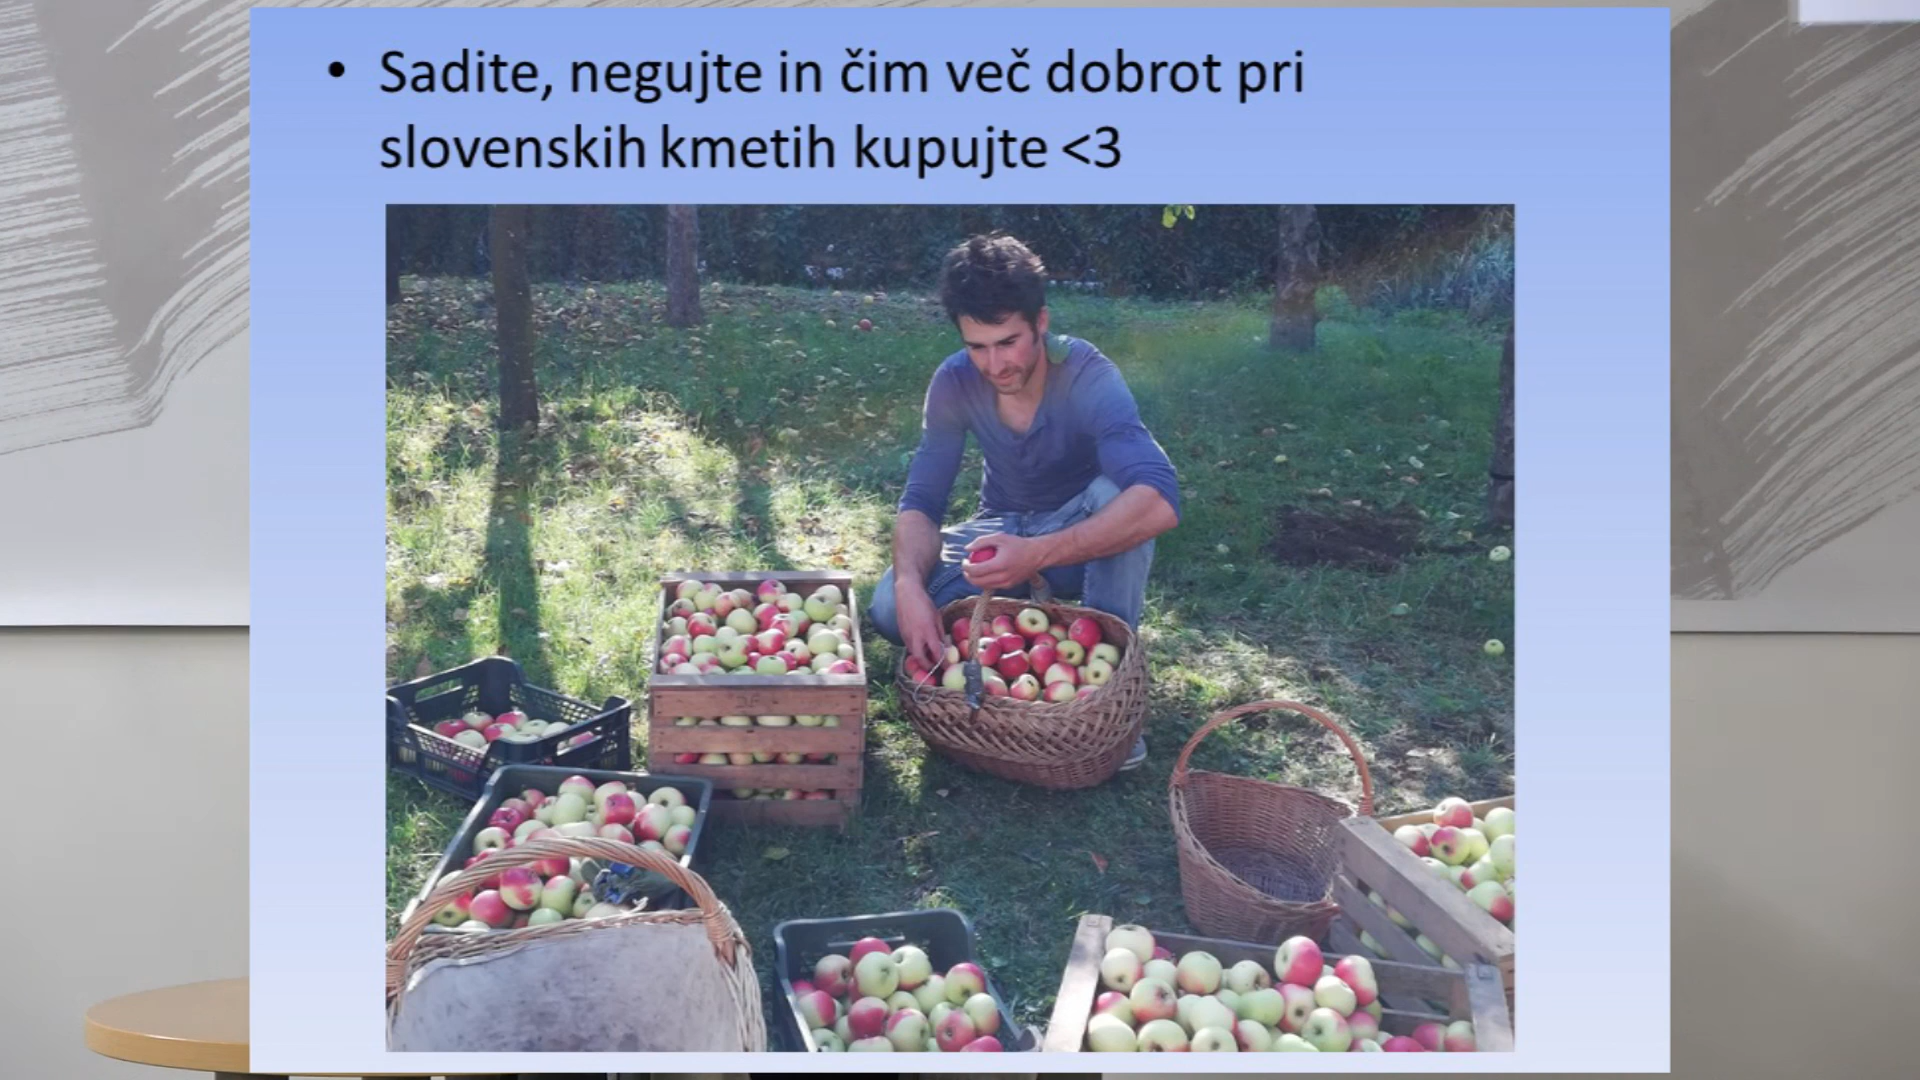 • Sadite, negujte in čim več dobrot pri
slovenskih kmetih kupujte <3